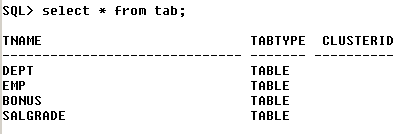 SQL> select * from tab;
TNAME                          TABTYPE  CLUSTERID
------------------------------ ------- ----------
DEPT                           TABLE
EMP                            TABLE
BONUS                          TABLE
SALGRADE                       TABLE